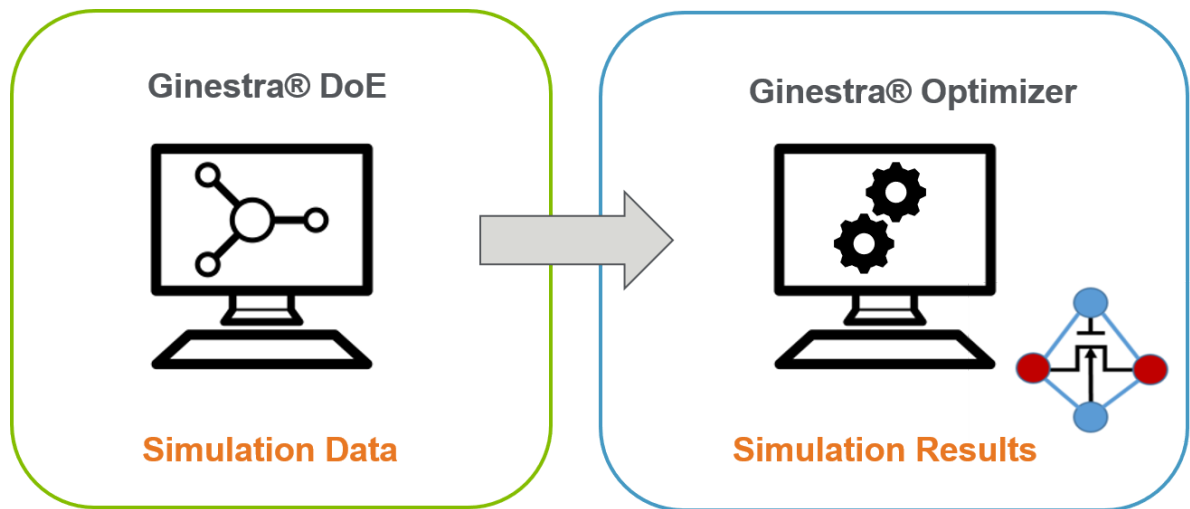 Ginestra® DoE
Simulation Data
Ginestra® Optimizer
Simulation Results